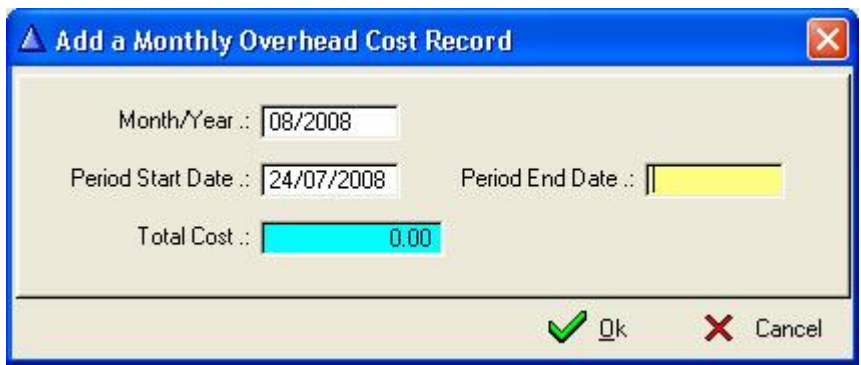 Add a Monthly Overhead Cost Record
Month/Year .: 08/2008
Period Start Date .: 24/07/2008 Period End Date .:
Total Cost .: 0.00
Ok Cancel